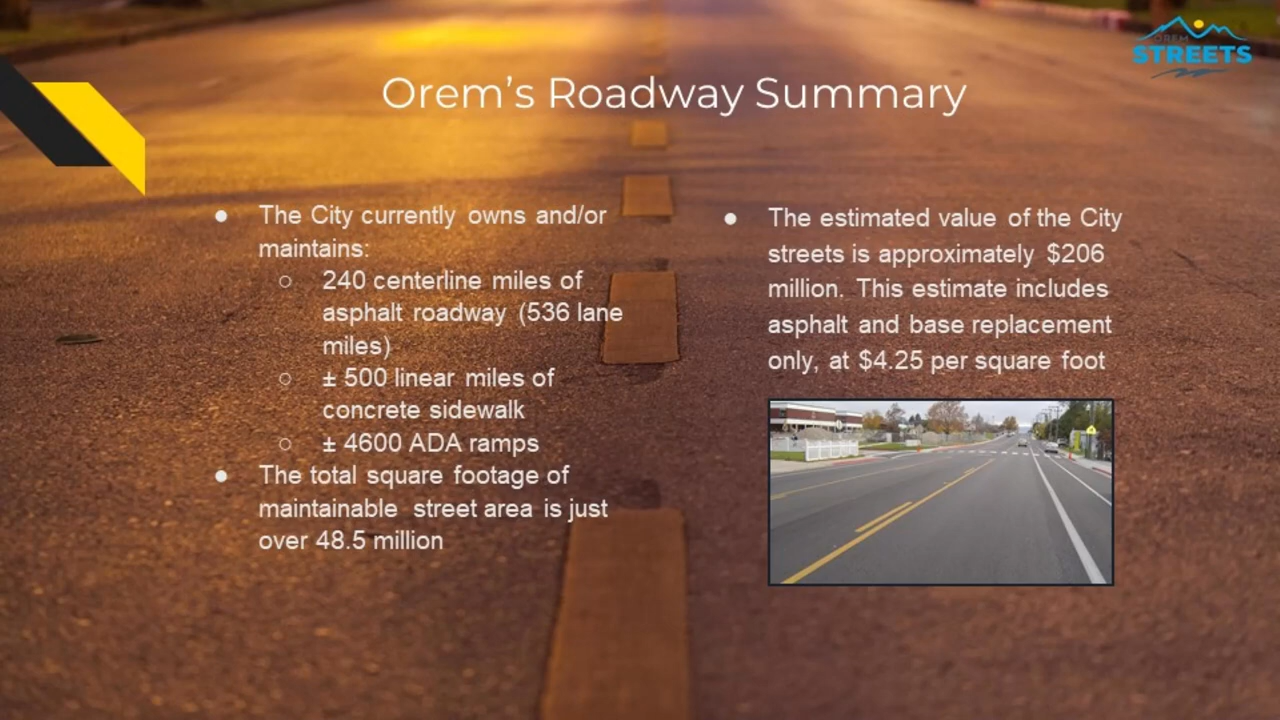 OREM
STREETS
Orem's Roadway Summary
● The City currently owns and/or
maintains:
○ 240 centerline miles of
asphalt roadway (536 lane
miles)
○ ± 500 linear miles of
concrete sidewalk
○ ± 4600 ADA ramps
● The total square footage of
maintainable street area is just
over 48.5 million
● The estimated value of the City
streets is approximately $206
million. This estimate includes
asphalt and base replacement
only, at $4.25 per square foot